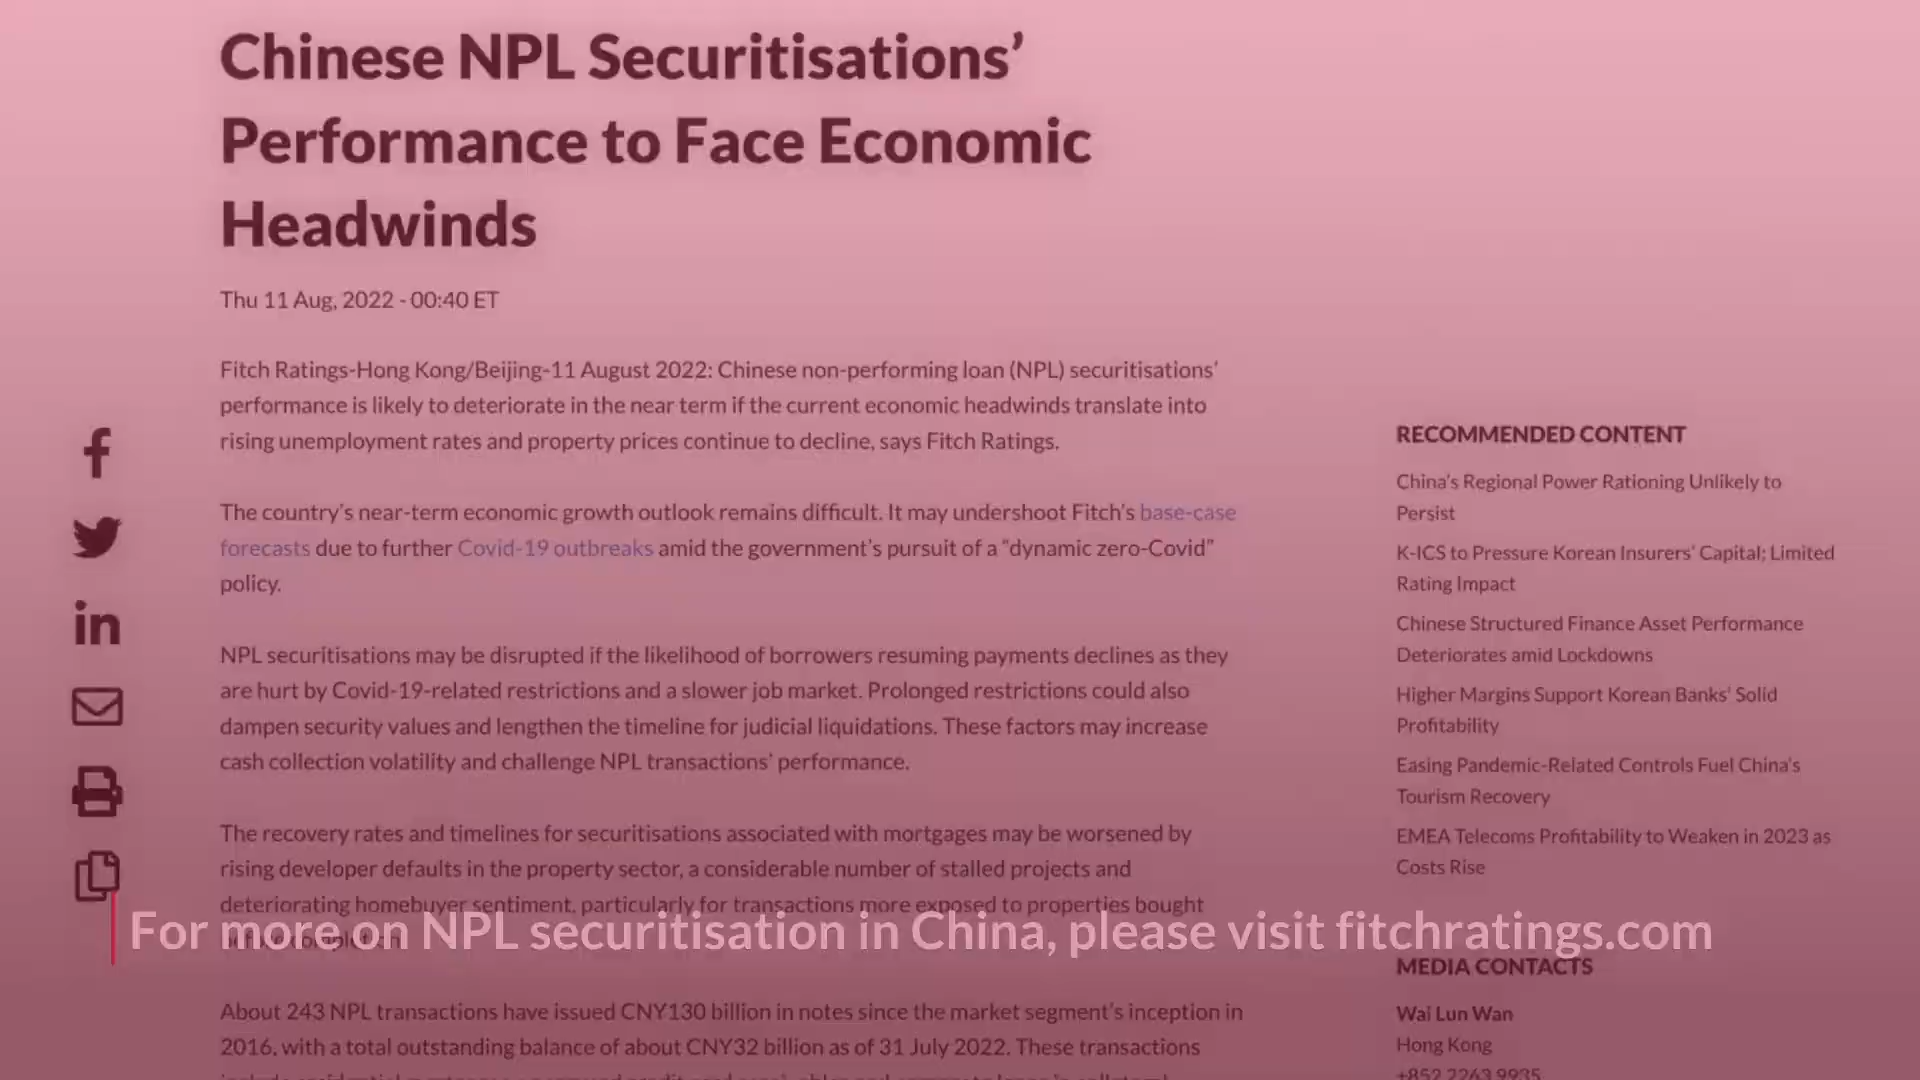 Chinese NPL Securitisations’
Performance to Face Economic
Headwinds
Thu 11 Aug, 2022 - 00:40 ET
Fitch Ratings-Hong Kong/Beijing-11 August 2022: Chinese non-performing loan (NPL) securitisations’
performance is likely to deteriorate in the near term if the current economic headwinds translate into
rising unemployment rates and property prices continue to decline, says Fitch Ratings.
The country’s near-term economic growth outlook remains difficult. It may undershoot Fitch’s base-case
forecasts due to further Covid-19 outbreaks amid the government’s pursuit of a “dynamic zero-Covid”
policy.
NPL securitisations may be disrupted if the likelihood of borrowers resuming payments declines as they
are hurt by Covid-19-related restrictions and a slower job market. Prolonged restrictions could also
dampen security values and lengthen the timeline for judicial liquidations. These factors may increase
cash collection volatility and challenge NPL transactions’ performance.
The recovery rates and timelines for securitisations associated with mortgages may be worsened by
rising developer defaults in the property sector, a considerable number of stalled projects and
deteriorating homebuyer sentiment, particularly for transactions more exposed to properties bought
About 243 NPL transactions have issued CNY130 billion in notes since the market segment’s inception in
2016, with a total outstanding balance of about CNY32 billion as of 31 July 2022. These transactions
RECOMMENDED CONTENT
China’s Regional Power Rationing Unlikely to
Persist
K-ICS to Pressure Korean Insurers’ Capital; Limited
Rating Impact
Chinese Structured Finance Asset Performance
Deteriorates amid Lockdowns
Higher Margins Support Korean Banks’ Solid
Profitability
Easing Pandemic-Related Controls Fuel China’s
Tourism Recovery
EMEA Telecoms Profitability to Weaken in 2023 as
Costs Rise
MEDIA CONTACTS
Wai Lun Wan
Hong Kong
+852 2263 9935
For more on NPL securitisation in China, please visit fitchratings.com